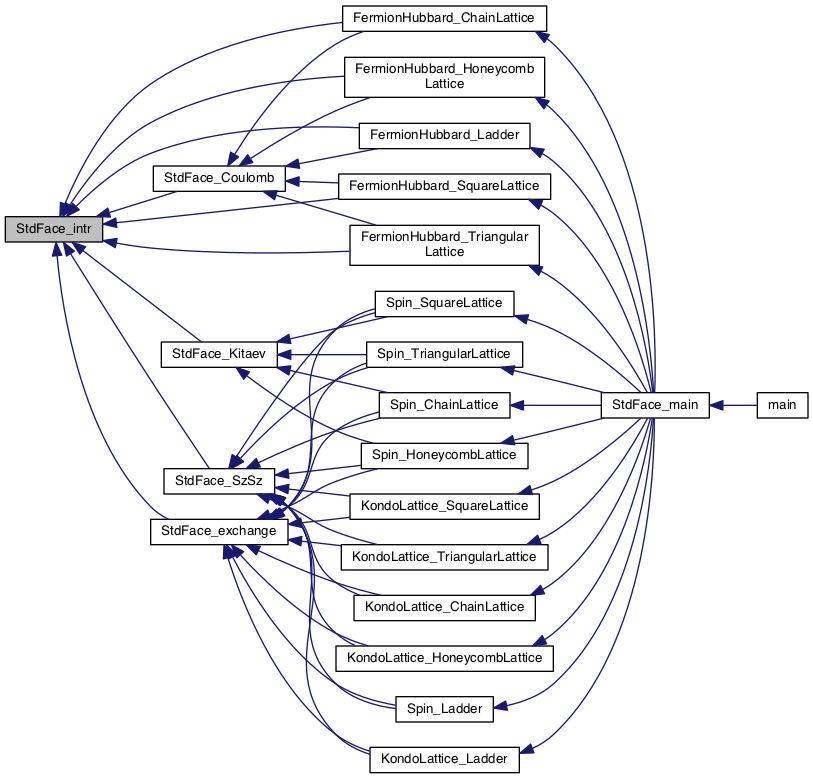 FermionHubbard_ChainLattice
FermionHubbard_Honeycomb
Lattice
FermionHubbard_Ladder
StdFace_Coulomb
FermionHubbard_SquareLattice
StdFace_intr
FermionHubbard_Triangular
Lattice
Spin_SquareLattice
StdFace_Kitaev
Spin_TriangularLattice
Spin_ChainLattice
StdFace_main
main
Spin_HoneycombLattice
StdFace_SzSz
KondoLattice_SquareLattice
StdFace_exchange
KondoLattice_TriangularLattice
KondoLattice_ChainLattice
KondoLattice_HoneycombLattice
Spin_Ladder
KondoLattice_Ladder